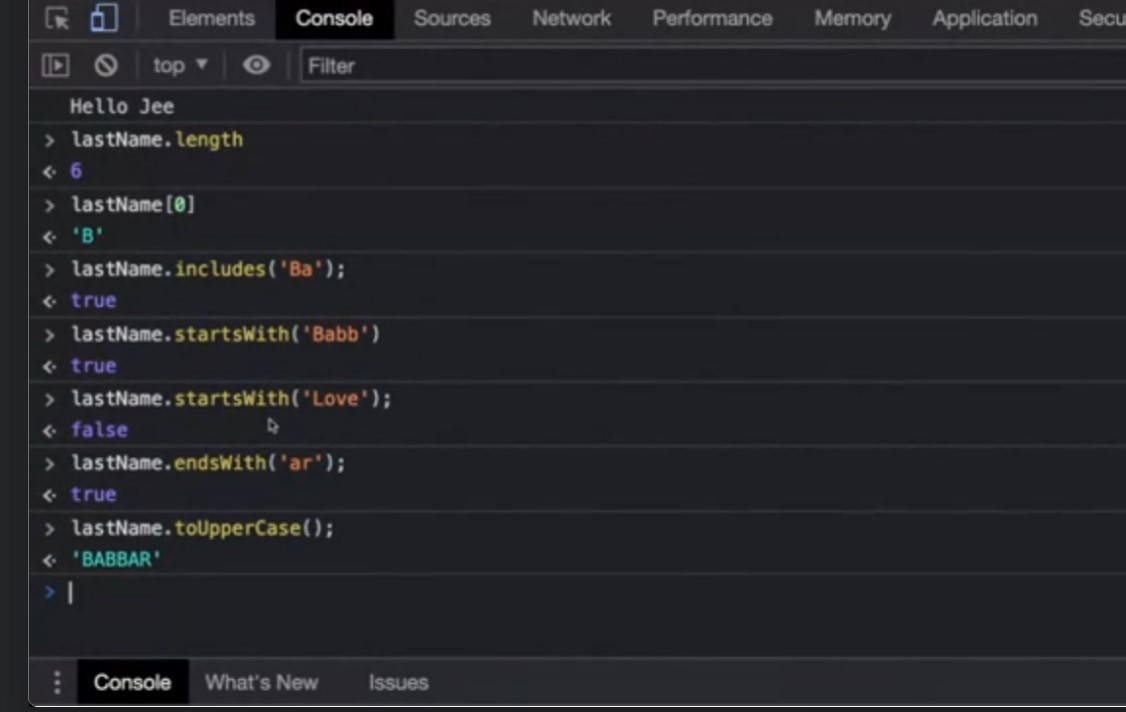 Elements Console Sources Network Performance Memory Application Secu
top ▼ Filter
Hello Jee
> lastName.length
<· 6
> lastName[0]
<· 'B'
> lastName.includes('Ba');
<· true
> lastName.startsWith('Babb')
<· true
> lastName.startsWith('Love');
<· false
> lastName.endsWith('ar');
<· true
> lastName.toUpperCase();
<· 'BABBAR'
>
Console What's New Issues